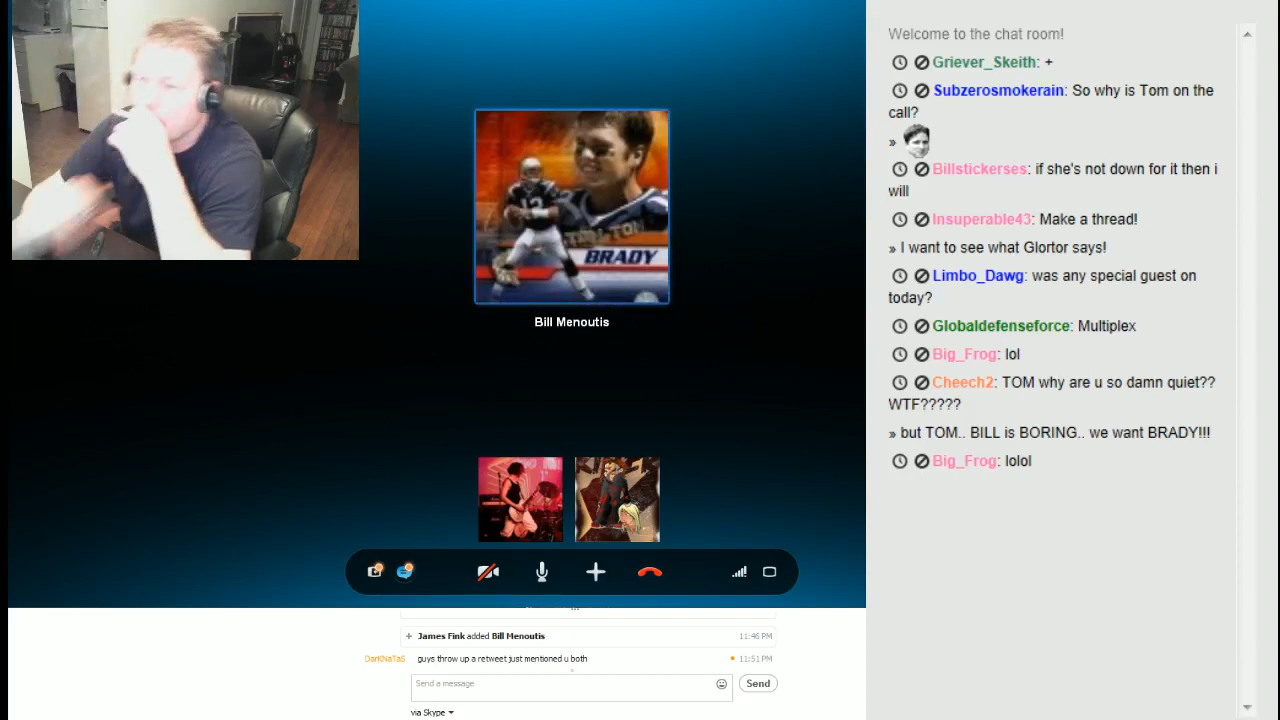 BRADY
Bill Menoutis
James Fink added Bill Menoutis 11:46 PM
DarKNaTaS guys throw up a retweet just mentioned u both 11:51 PM
Send a message
Send
via Skype
Welcome to the chat room!
Griever_Skeith: +
Subzerosmokerain: So why is Tom on the
call?
»
Billstickerses: if she's not down for it then i
will
Insuperable43: Make a thread!
» I want to see what Glortor says!
Limbo_Dawg: was any special guest on
today?
Globaldefenseforce: Multiplex
Big_Frog: lol
Cheech2: TOM why are u so damn quiet??
WTF?????
» but TOM.. BILL is BORING.. we want BRADY!!!
Big_Frog: lolol